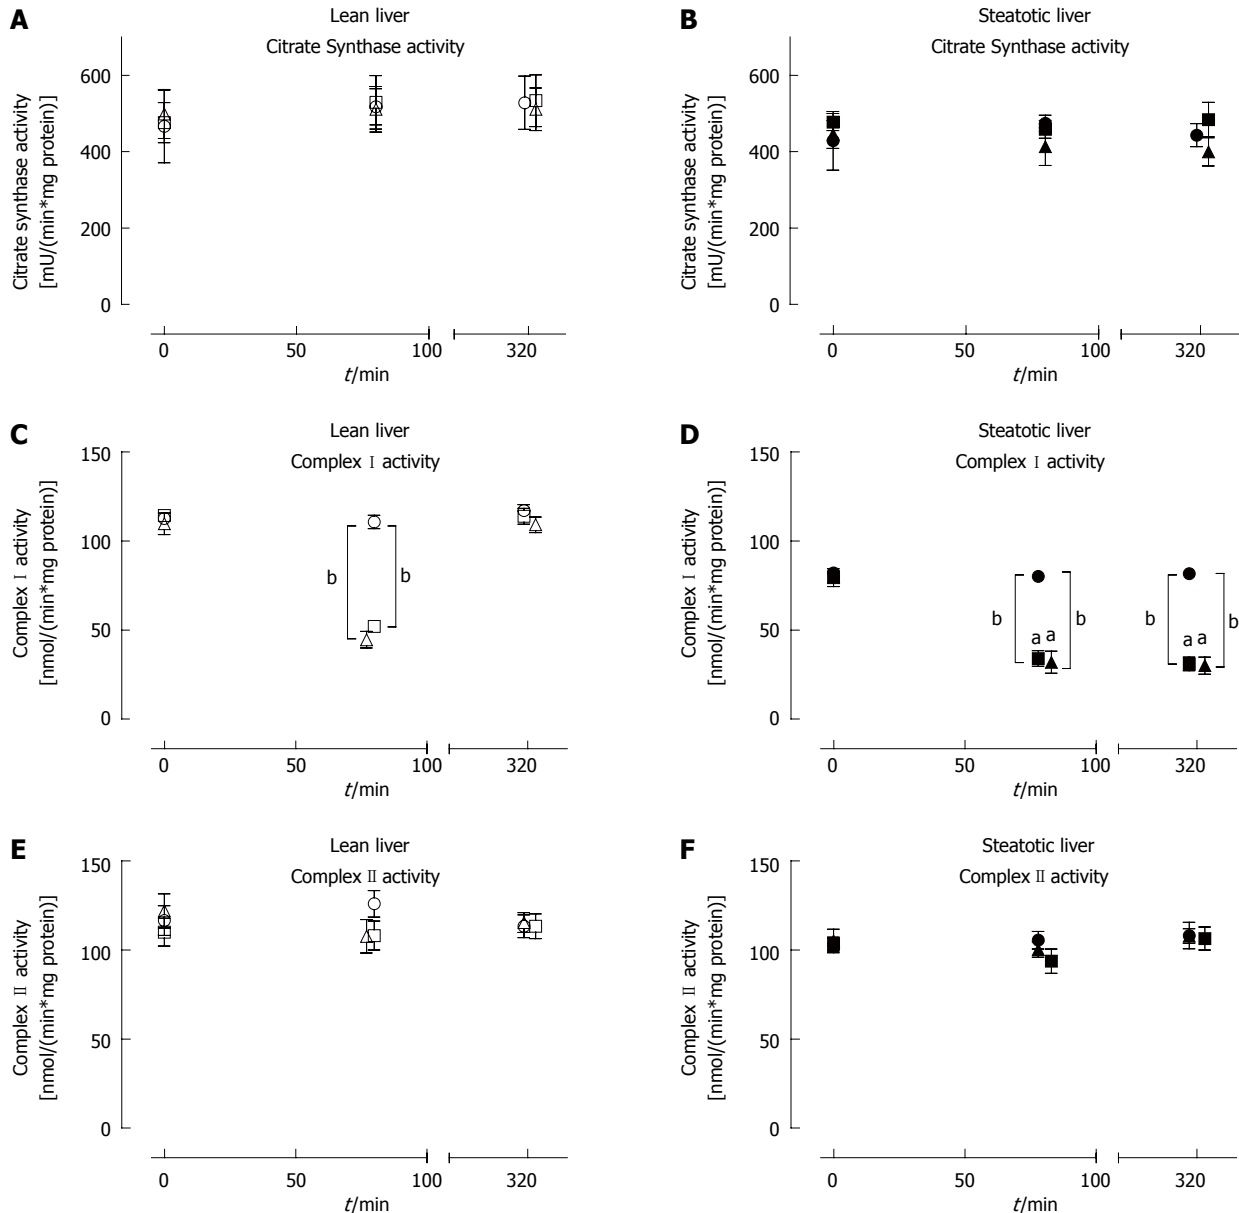 A
Lean liver
Citrate Synthase activity
Citrate synthase activity
[mU/(min*mg protein)]
600
400
200
0
0 50 100 320
t/min
B
Steatotic liver
Citrate Synthase activity
Citrate synthase activity
[mU/(min*mg protein)]
600
400
200
0
0 50 100 320
t/min
C
Lean liver
Complex I activity
Complex I activity
[nmol/(min*mg protein)]
150
100
50
0
b b
0 50 100 320
t/min
D
Steatotic liver
Complex I activity
Complex I activity
[nmol/(min*mg protein)]
150
100
50
0
b a a b b a a b
0 50 100 320
t/min
E
Lean liver
Complex II activity
Complex II activity
[nmol/(min*mg protein)]
150
100
50
0
0 50 100 320
t/min
F
Steatotic liver
Complex II activity
Complex II activity
[nmol/(min*mg protein)]
150
100
50
0
0 50 100 320
t/min